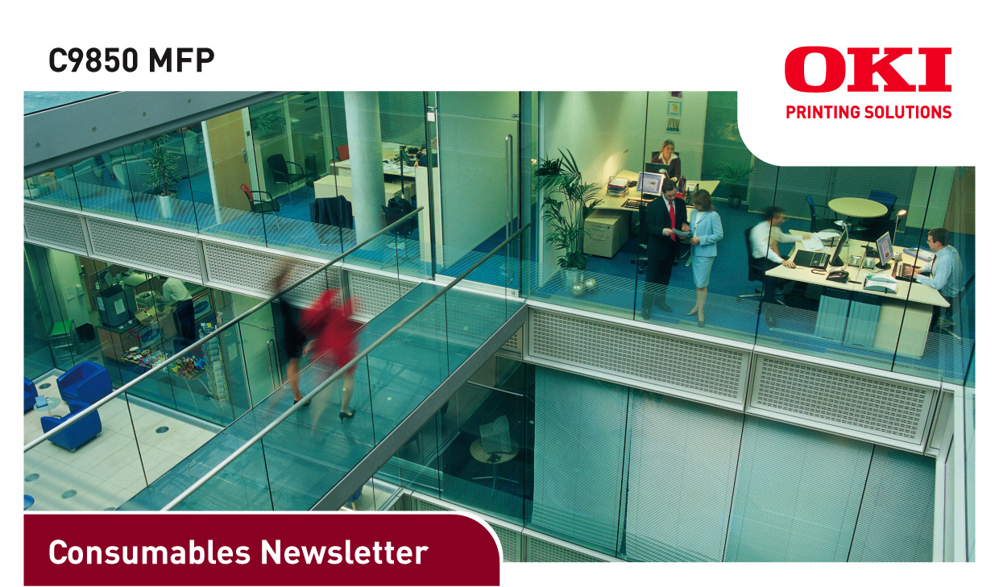 C9850 MFP
OKI
PRINTING SOLUTIONS
Consumables Newsletter